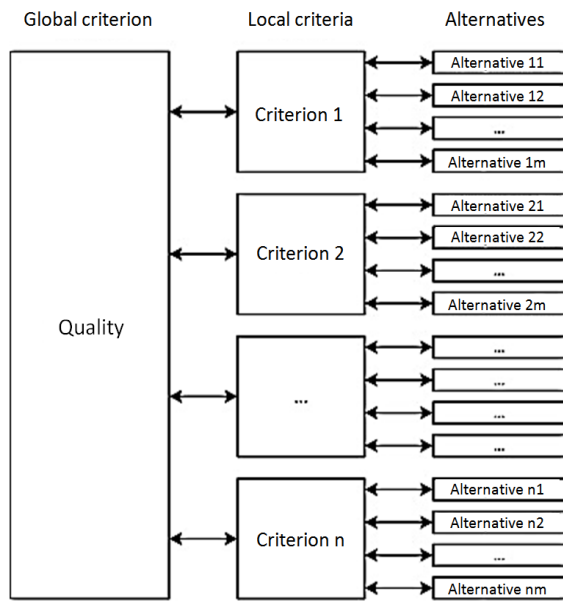 Global criterion
Local criteria
Alternatives
Quality
Criterion 1
Alternative 11
Alternative 12
...
Alternative 1m
Criterion 2
Alternative 21
Alternative 22
...
Alternative 2m
...
...
...
...
...
Criterion n
Alternative n1
Alternative n2
...
Alternative nm